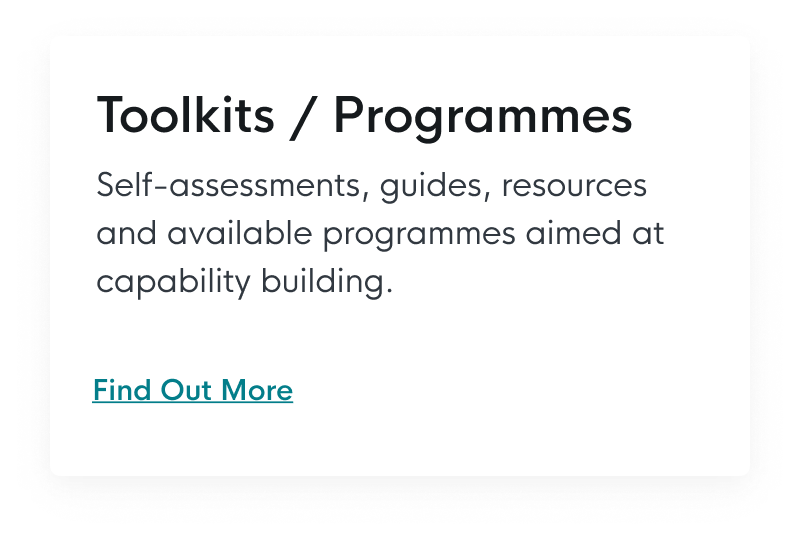 Toolkits / Programmes
Self-assessments, guides, resources
and available programmes aimed at
capability building.
Find Out More